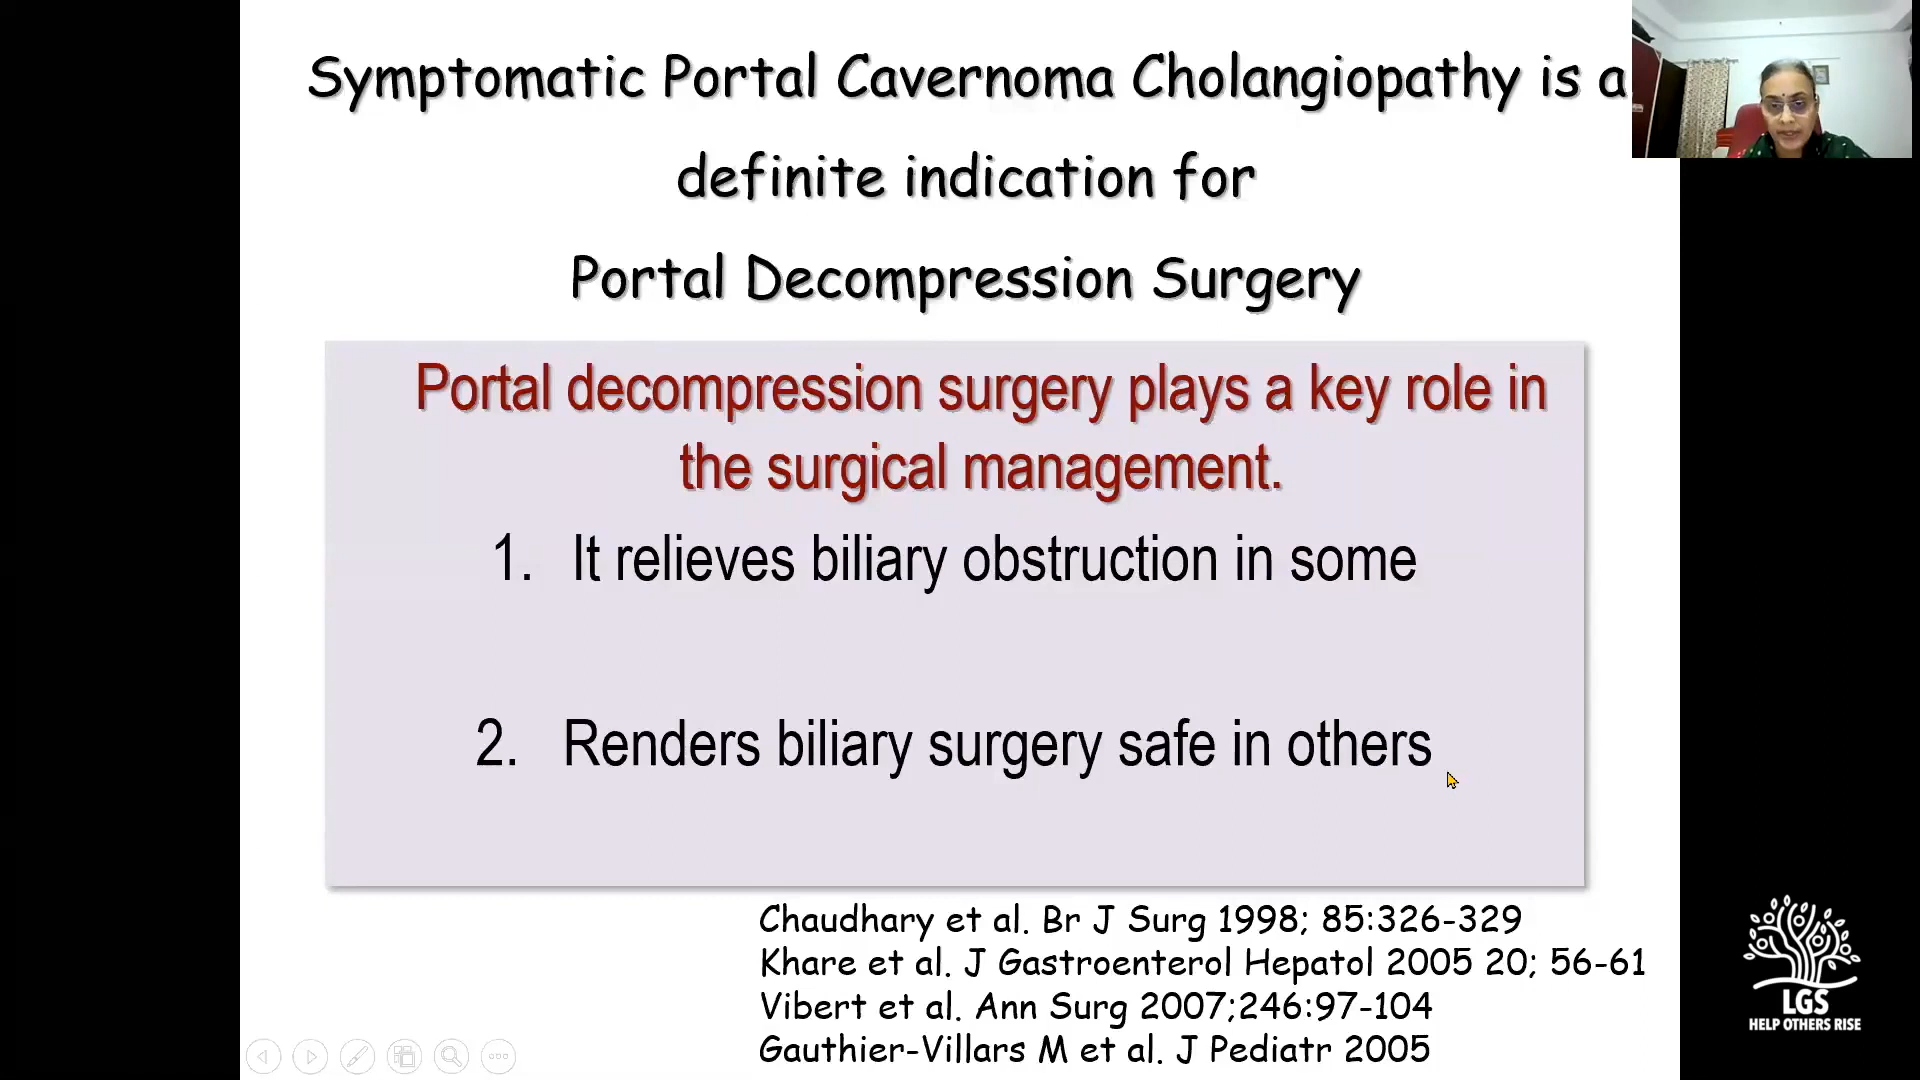 Symptomatic Portal Cavernoma Cholangiopathy is a
definite indication for
Portal Decompression Surgery
Portal decompression surgery plays a key role in
the surgical management.
1. It relieves biliary obstruction in some
2. Renders biliary surgery safe in others
Chaudhary et al. Br J Surg 1998; 85:326-329
Khare et al. J Gastroenterol Hepatol 2005 20; 56-61
Vibert et al. Ann Surg 2007;246:97-104
Gauthier-Villars M et al. J Pediatr 2005
LGS
HELP OTHERS RISE